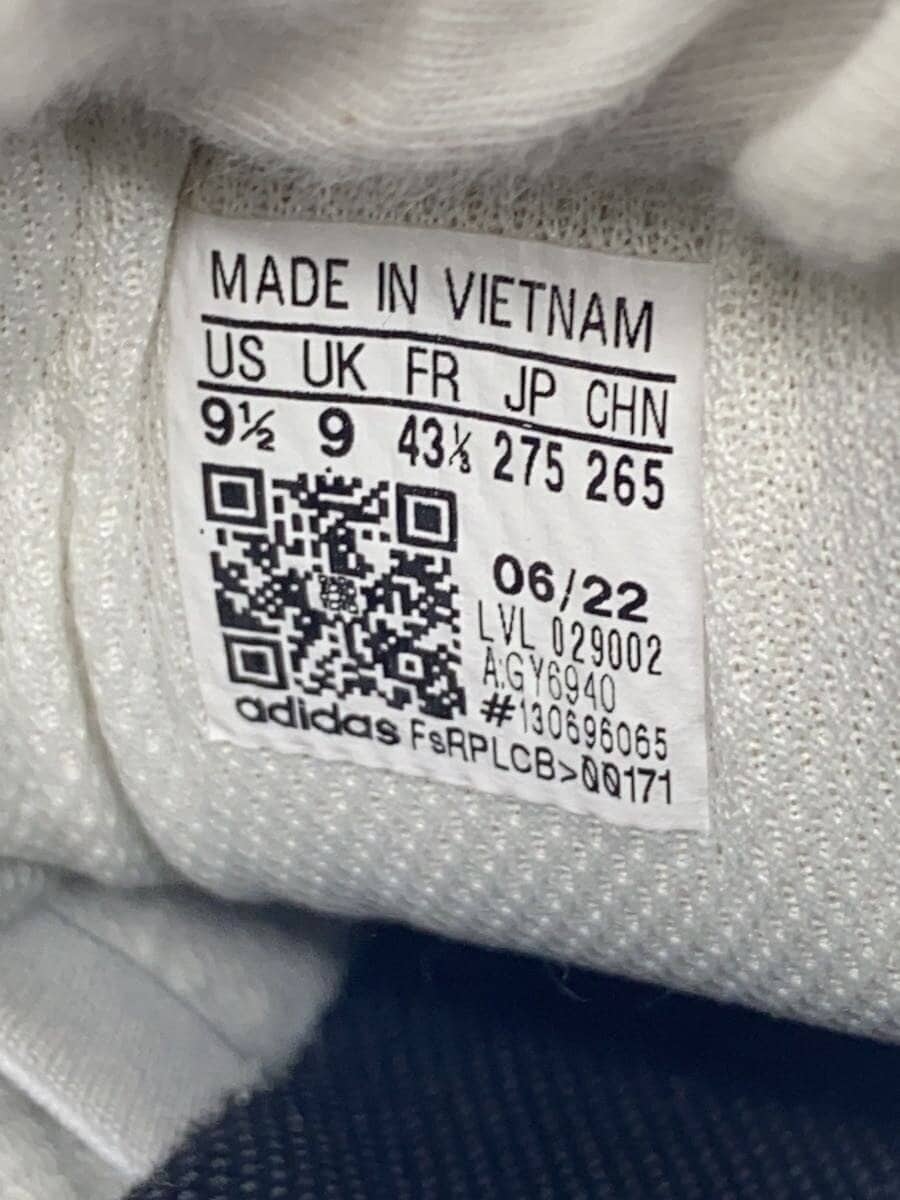 MADE IN VIETNAM
US UK FR JP CHN
9½ 9 43⅓ 275 265
06/22
LVL 029002
A:GY6940
#130696065
adidas FsRPLCB>00171